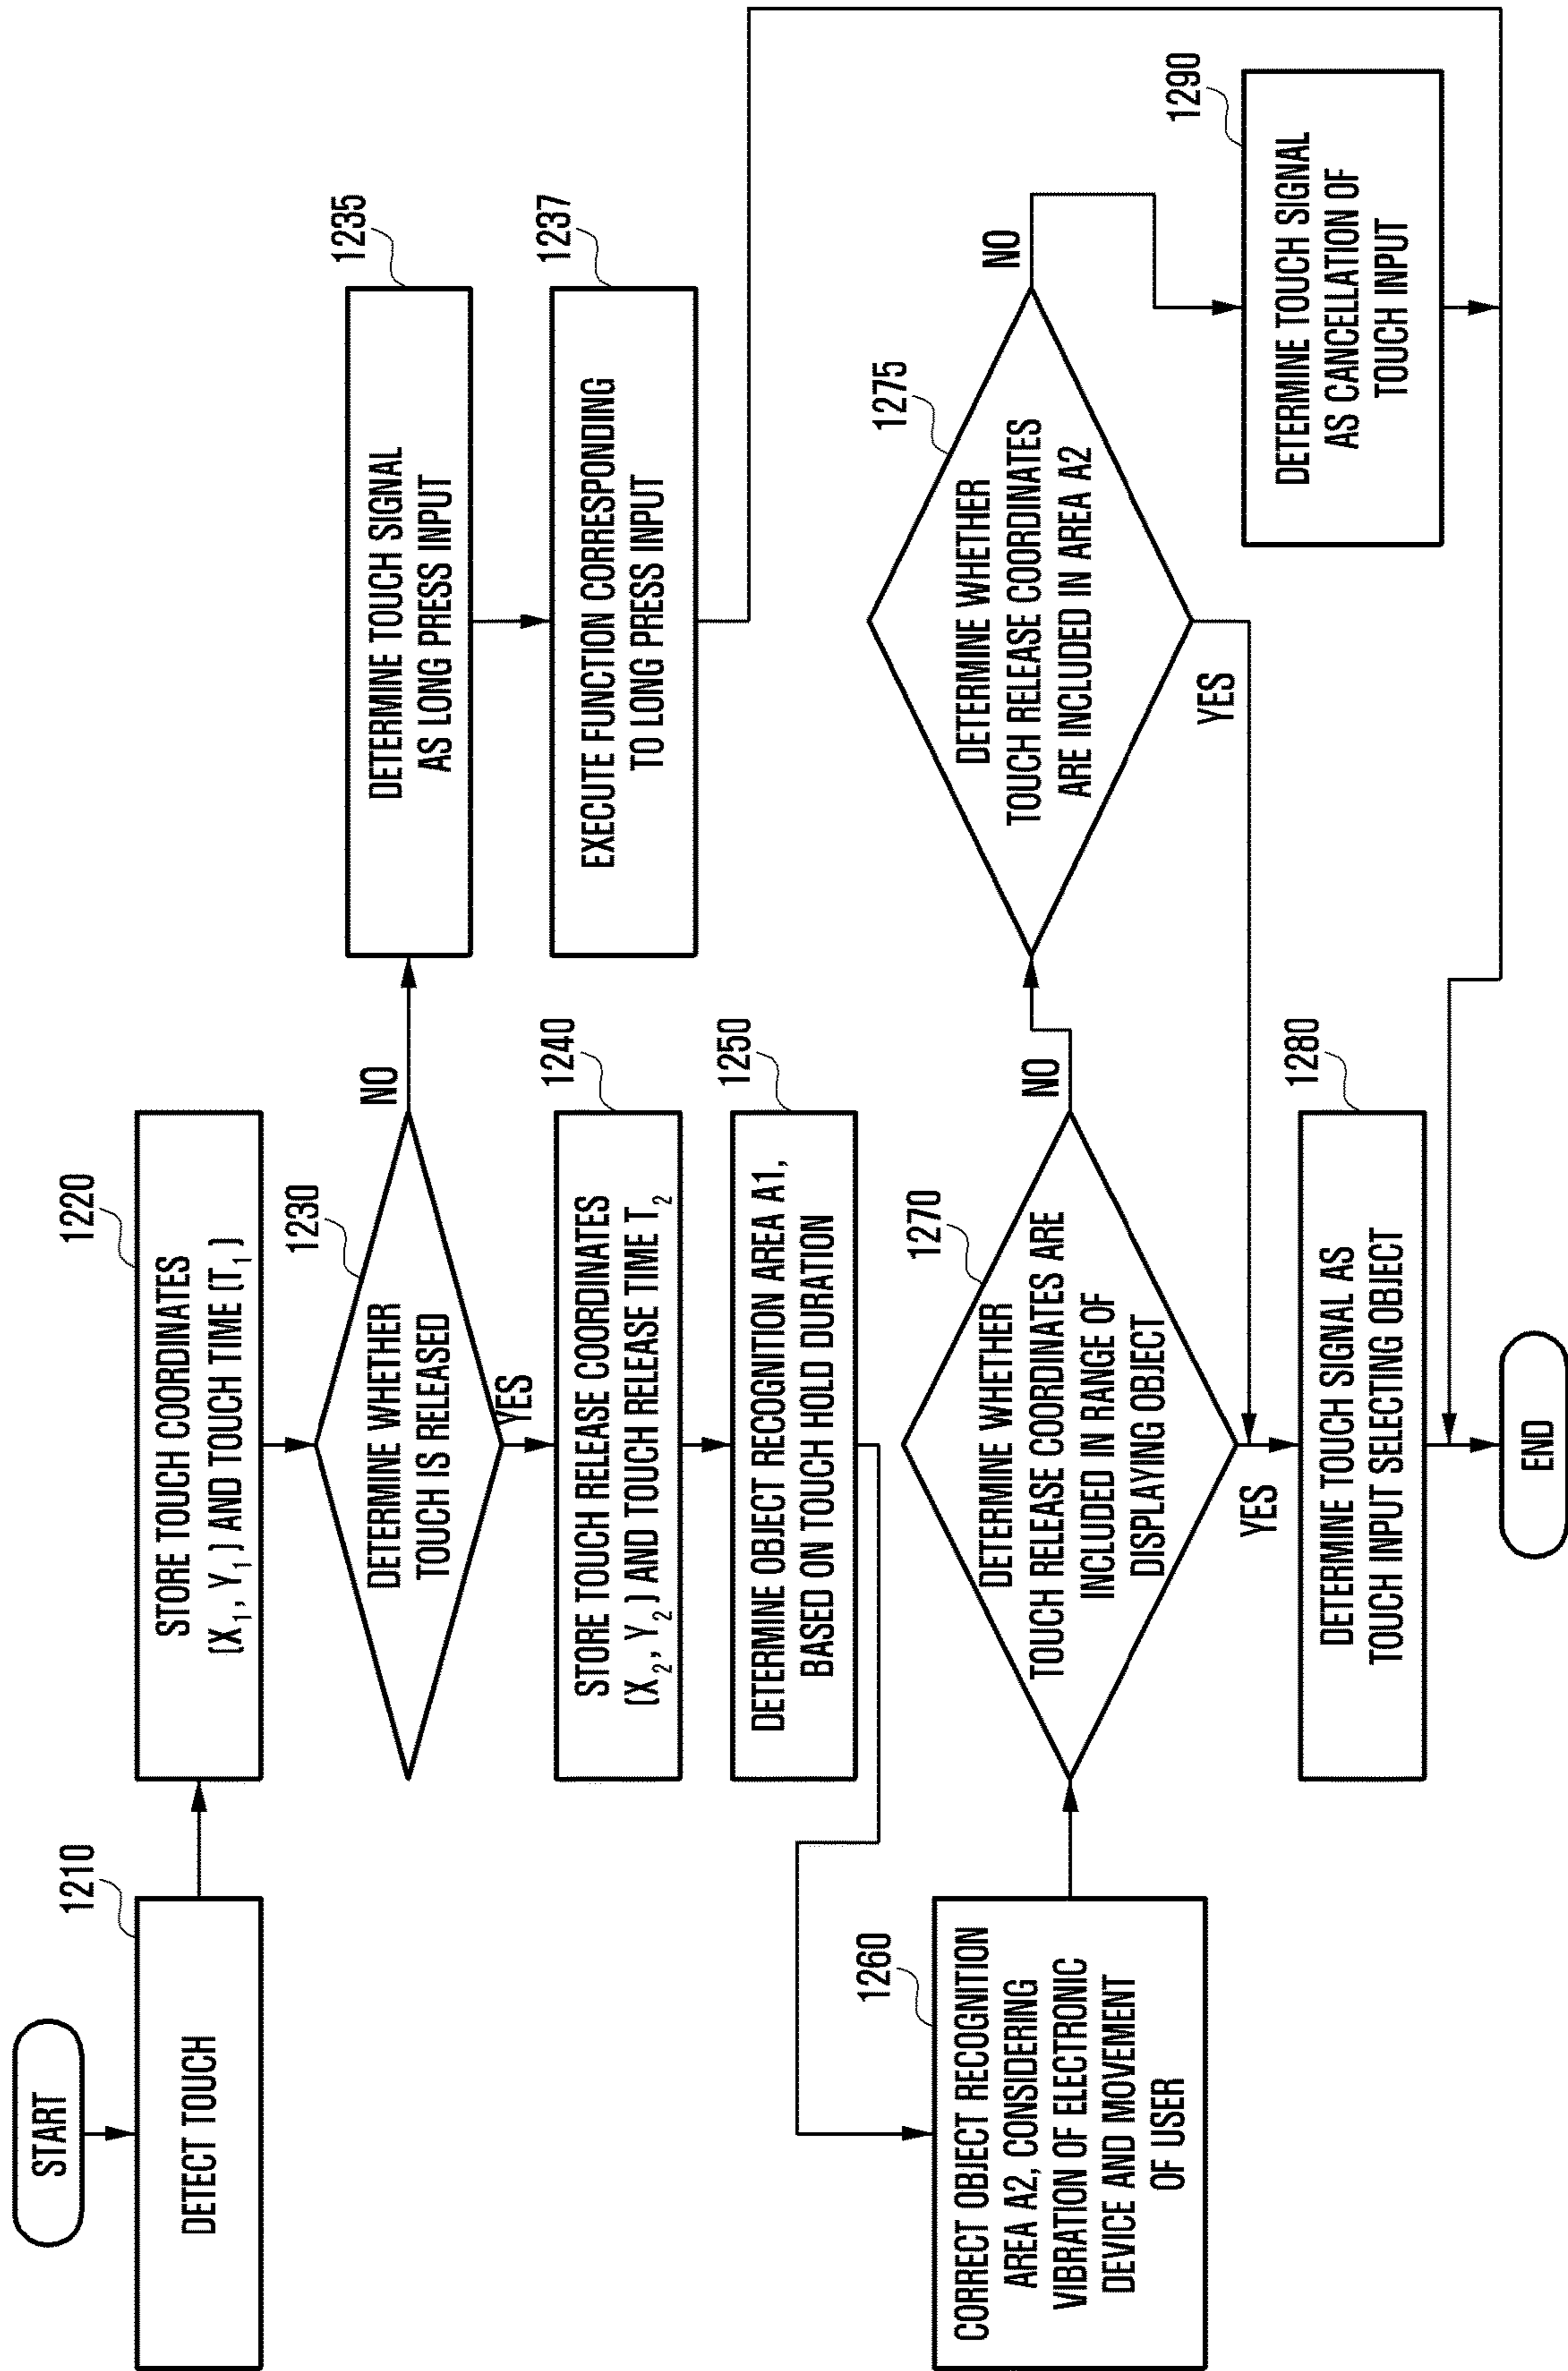 START
1210
DETECT TOUCH
1220
STORE TOUCH COORDINATES
(X₁, Y₁) AND TOUCH TIME (T₁)
1230
DETERMINE WHETHER
TOUCH IS RELEASED
NO
YES
1235
DETERMINE TOUCH SIGNAL
AS LONG PRESS INPUT
1237
EXECUTE FUNCTION CORRESPONDING
TO LONG PRESS INPUT
1240
STORE TOUCH RELEASE COORDINATES
(X₂, Y₂) AND TOUCH RELEASE TIME T₂
1250
DETERMINE OBJECT RECOGNITION AREA A1,
BASED ON TOUCH HOLD DURATION
1260
CORRECT OBJECT RECOGNITION
AREA A2, CONSIDERING
VIBRATION OF ELECTRONIC
DEVICE AND MOVEMENT
OF USER
1270
DETERMINE WHETHER
TOUCH RELEASE COORDINATES ARE
INCLUDED IN RANGE OF
DISPLAYING OBJECT
NO
YES
1275
DETERMINE WHETHER
TOUCH RELEASE COORDINATES
ARE INCLUDED IN AREA A2
NO
YES
1280
DETERMINE TOUCH SIGNAL AS
TOUCH INPUT SELECTING OBJECT
1290
DETERMINE TOUCH SIGNAL
AS CANCELLATION OF
TOUCH INPUT
END